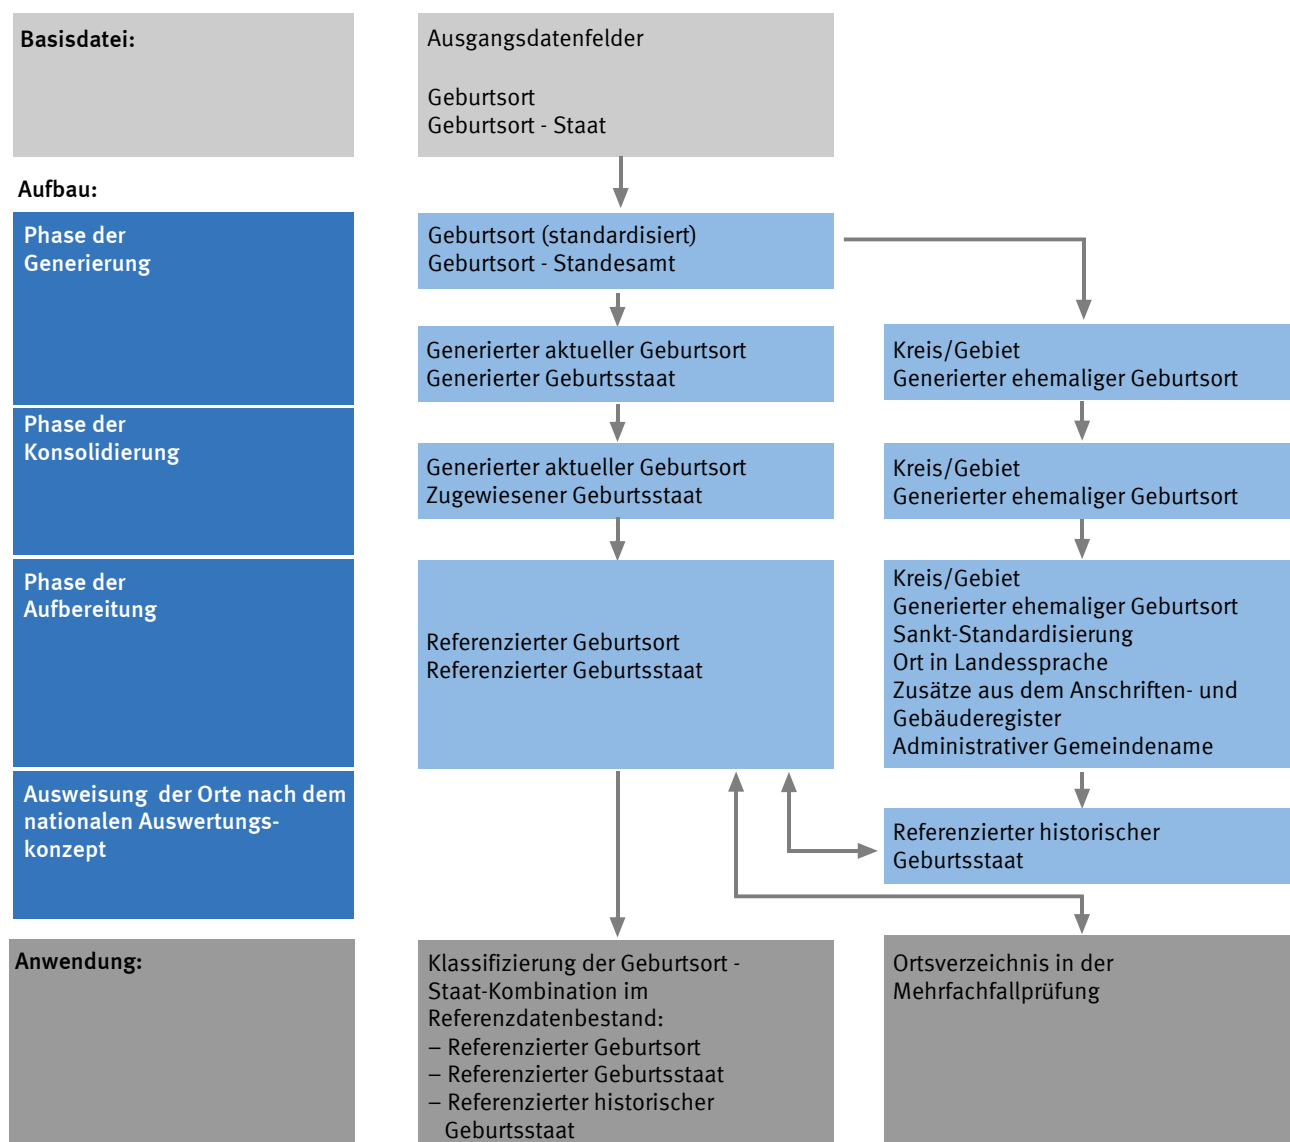 Basisdatei:
Ausgangsdatenfelder
Geburtsort
Geburtsort - Staat
Aufbau:
Phase der
Generierung
Geburtsort (standardisiert)
Geburtsort - Standesamt
Generierter aktueller Geburtsort
Generierter Geburtsstaat
Kreis/Gebiet
Generierter ehemaliger Geburtsort
Phase der
Konsolidierung
Generierter aktueller Geburtsort
Zugewiesener Geburtsstaat
Kreis/Gebiet
Generierter ehemaliger Geburtsort
Phase der
Aufbereitung
Referenzierter Geburtsort
Referenzierter Geburtsstaat
Kreis/Gebiet
Generierter ehemaliger Geburtsort
Sankt-Standardisierung
Ort in Landessprache
Zusätze aus dem Anschriften- und
Gebäuderegister
Administrativer Gemeindename
Ausweisung der Orte nach dem
nationalen Auswertungs-
konzept
Referenzierter historischer
Geburtsstaat
Anwendung:
Klassifizierung der Geburtsort -
Staat-Kombination im
Referenzdatenbestand:
– Referenzierter Geburtsort
– Referenzierter Geburtsstaat
– Referenzierter historischer
Geburtsstaat
Ortsverzeichnis in der
Mehrfachfallprüfung